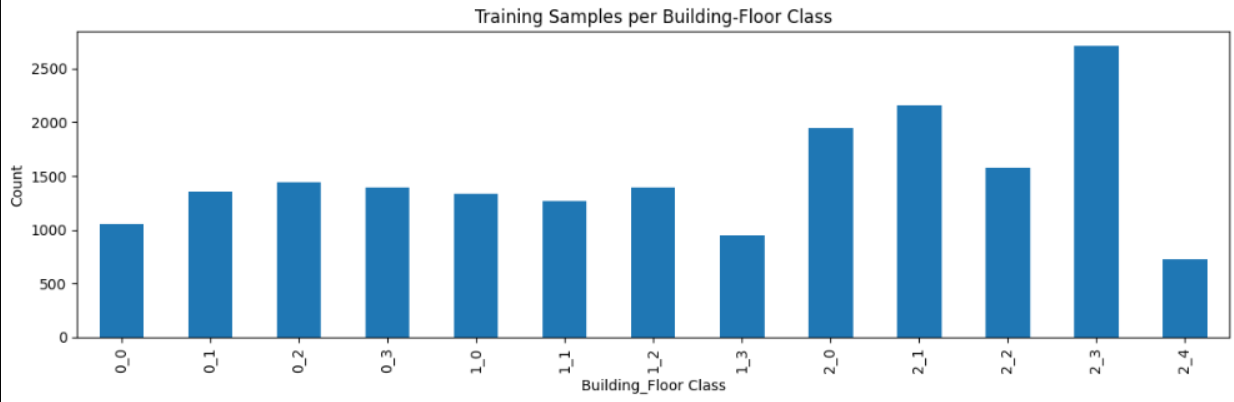 Training Samples per Building-Floor Class
Count
2500
2000
1500
1000
500
0
0_0 0_1 0_2 0_3 1_0 1_1 1_2 1_3 2_0 2_1 2_2 2_3 2_4
Building_Floor Class